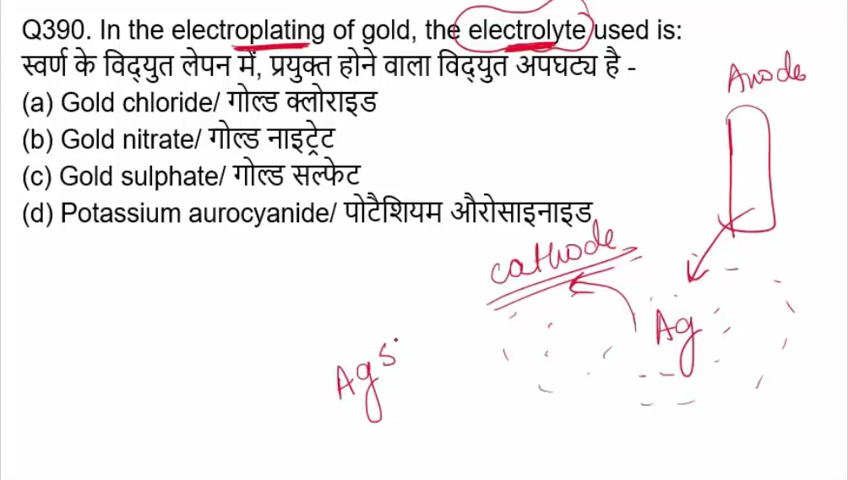 Q390. In the electroplating of gold, the electrolyte used is:
स्वर्ण के विद्युत लेपन में, प्रयुक्त होने वाला विद्युत अपघट्य है -
(a) Gold chloride/ गोल्ड क्लोराइड
(b) Gold nitrate/ गोल्ड नाइट्रेट
(c) Gold sulphate/ गोल्ड सल्फेट
(d) Potassium aurocyanide/ पोटैशियम औरोसाइनाइड
Anode
cathode
Ag
Ag S